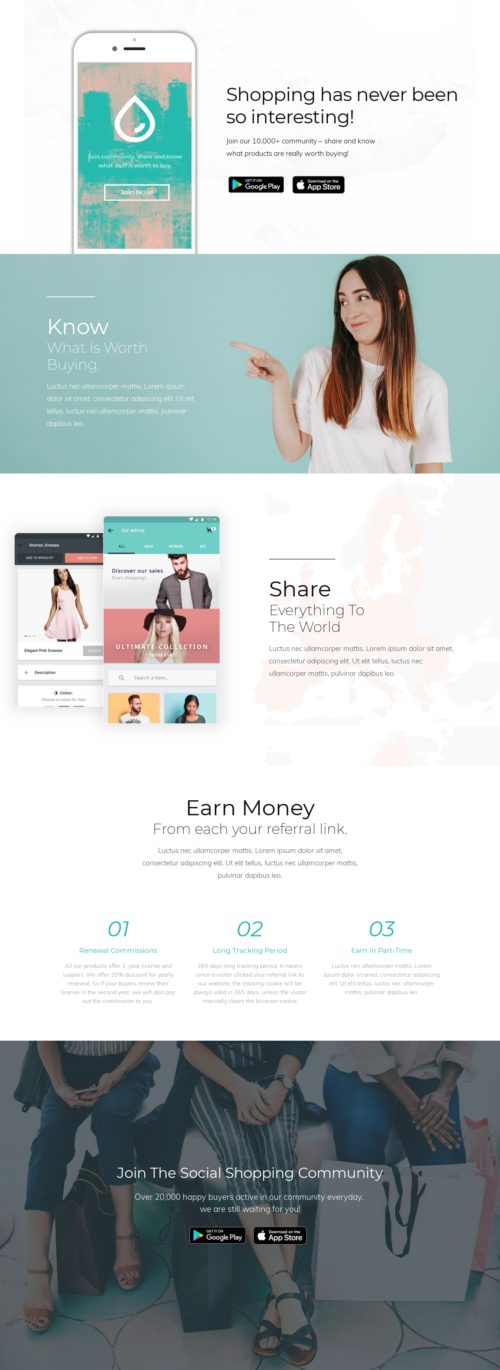 Shopping has never been
so interesting!
Join our 10,000+ community – share and know
what products are really worth buying!
GET IT ON
Google Play
Download on the
App Store
Join community, share and know
what stuff is worth to buy.
Join Now!
Know
What Is Worth
Buying.
Luctus nec ullamcorper mattis. Lorem ipsum
dolor sit amet, consectetur adipiscing elit. Ut elit
tellus, luctus nec ullamcorper mattis, pulvinar
dapibus leo.
Woman, Dresses
ADD TO WISHLIST
ADD TO CART
Elegant Pink Dresses
Description
Colour:
Choose a colour for item
Our Advice
ALL
MAN
WOMAN
KID
Discover our sales
Start shoppings
ULTIMATE COLLECTION
Search a item..
Share
Everything To
The World
Luctus nec ullamcorper mattis. Lorem ipsum dolor sit amet,
consectetur adipiscing elit. Ut elit tellus, luctus nec
ullamcorper mattis, pulvinar dapibus leo.
Earn Money
From each your referral link.
Luctus nec ullamcorper mattis. Lorem ipsum dolor sit amet,
consectetur adipiscing elit. Ut elit tellus, luctus nec ullamcorper mattis,
pulvinar dapibus leo.
01
Renewal Commissions
All our products offer 1-year license and
support. We offer 20% discount for yearly
renewal. So if your buyers renew their
license in the second year, we will also pay
out the commission to you
02
Long Tracking Period
365 days long tracking period. It means
once a visitor clicked your referral link to
our website, the tracking cookie will be
always valid in 365 days, unless the visitor
manually clears the browser cookie
03
Earn In Part-Time
Luctus nec ullamcorper mattis. Lorem
ipsum dolor sit amet, consectetur adipiscing
elit. Ut elit tellus, luctus nec ullamcorper
mattis, pulvinar dapibus leo.
Join The Social Shopping Community
Over 20,000 happy buyers active in our community everyday.
we are still waiting for you!
GET IT ON
Google Play
Download on the
App Store